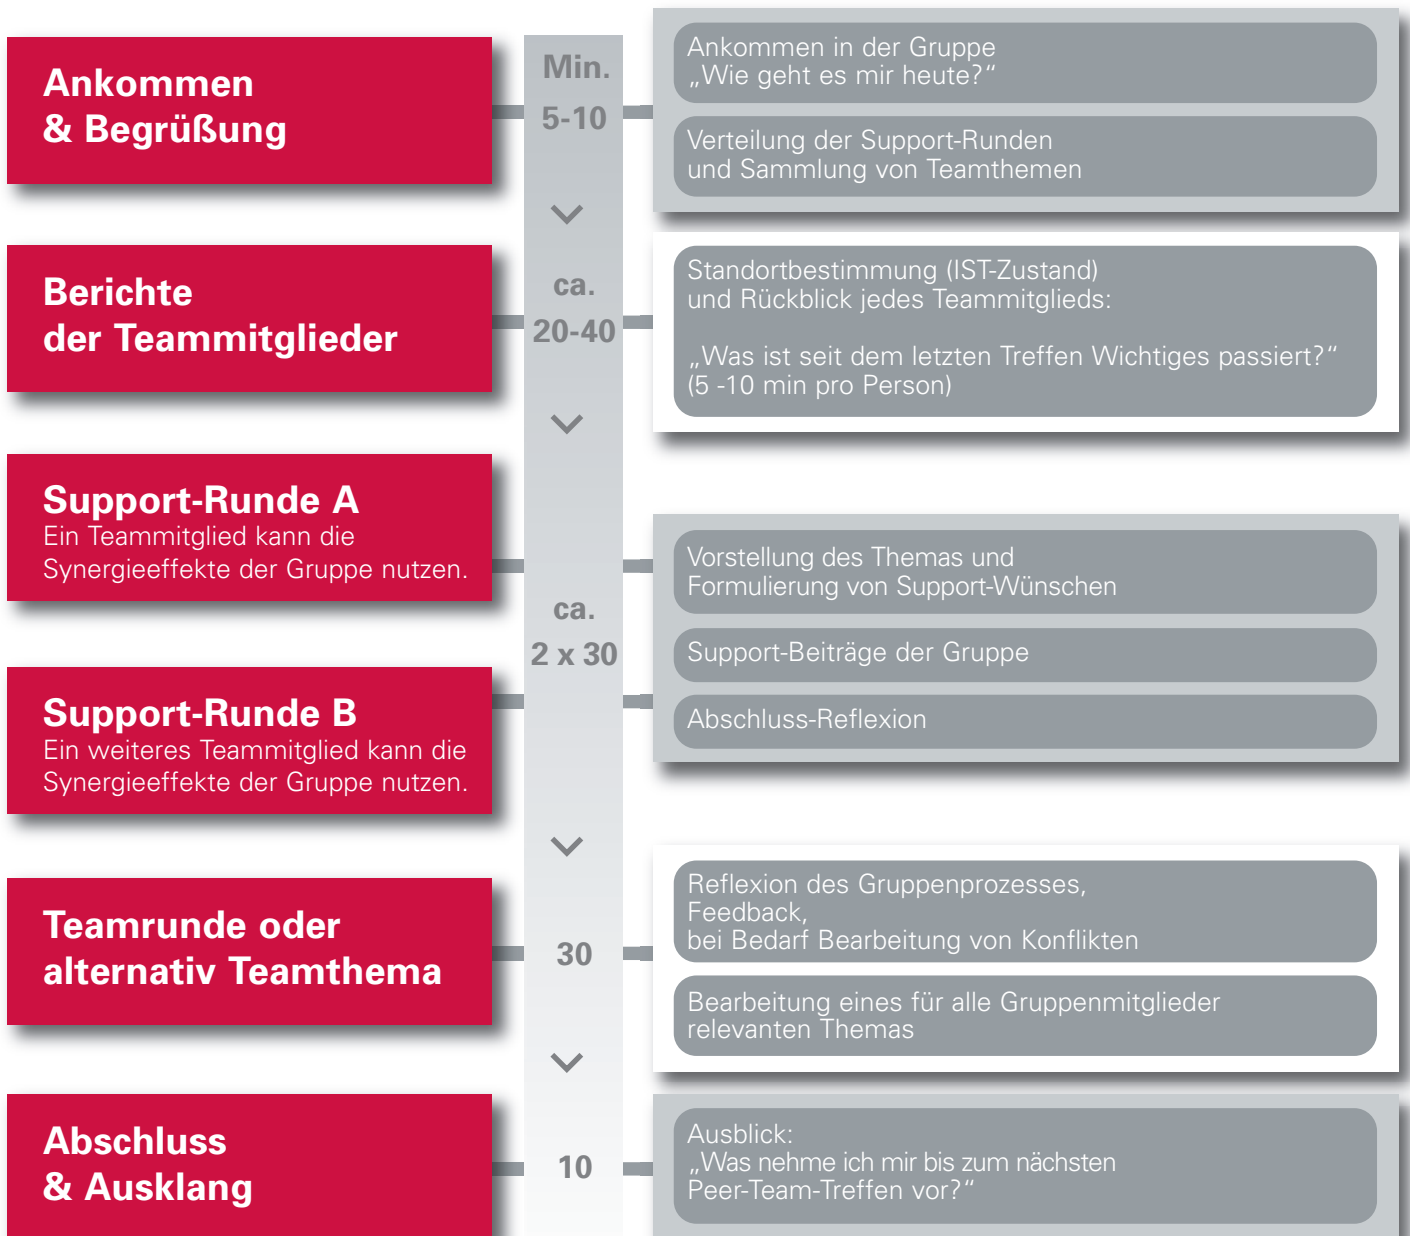 Ankommen
& Begrüßung
Min.
5-10
Ankommen in der Gruppe
„Wie geht es mir heute?“
Verteilung der Support-Runden
und Sammlung von Teamthemen
Berichte
der Teammitglieder
ca.
20-40
Standortbestimmung (IST-Zustand)
und Rückblick jedes Teammitglieds:
„Was ist seit dem letzten Treffen Wichtiges passiert?“
(5 -10 min pro Person)
Support-Runde A
Ein Teammitglied kann die
Synergieeffekte der Gruppe nutzen.
Support-Runde B
Ein weiteres Teammitglied kann die
Synergieeffekte der Gruppe nutzen.
ca.
2 x 30
Vorstellung des Themas und
Formulierung von Support-Wünschen
Support-Beiträge der Gruppe
Abschluss-Reflexion
Teamrunde oder
alternativ Teamthema
30
Reflexion des Gruppenprozesses,
Feedback,
bei Bedarf Bearbeitung von Konflikten
Bearbeitung eines für alle Gruppenmitglieder
relevanten Themas
Abschluss
& Ausklang
10
Ausblick:
„Was nehme ich mir bis zum nächsten
Peer-Team-Treffen vor?“